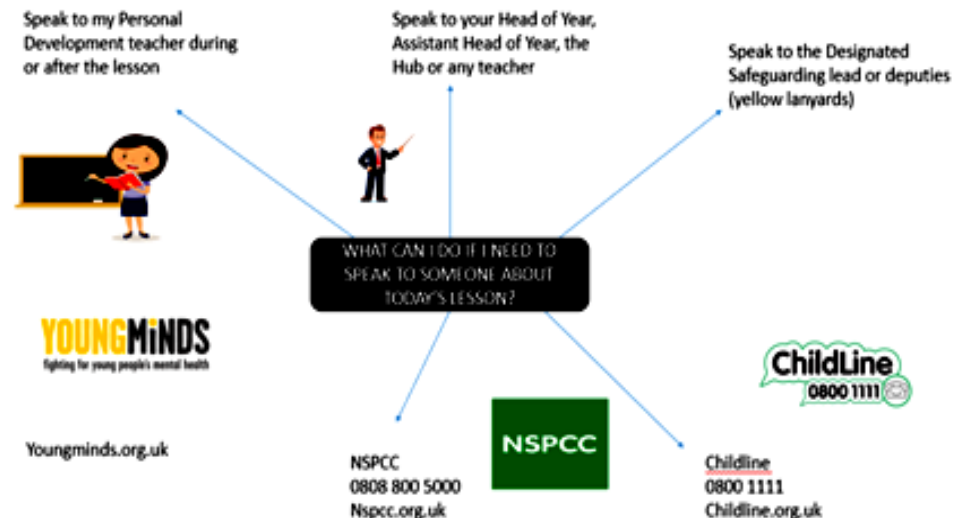 Speak to my Personal
Development teacher during
or after the lesson
Speak to your Head of Year,
Assistant Head of Year, the
Hub or any teacher
Speak to the Designated
Safeguarding lead or deputies
(yellow lanyards)
WHAT CAN I DO IF I NEED TO
SPEAK TO SOMEONE ABOUT
TODAY'S LESSON?
YOUNGMiNDS
fighting for young people's mental health
Youngminds.org.uk
NSPCC
0808 800 5000
Nspcc.org.uk
NSPCC
ChildLine
0800 1111
Childline
0800 1111
Childline.org.uk